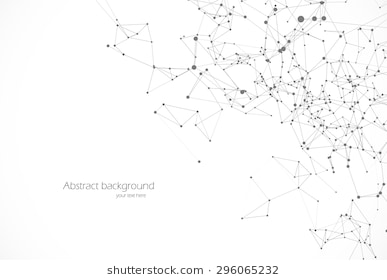 Abstract background
your text here
shutterstock.com · 296065232